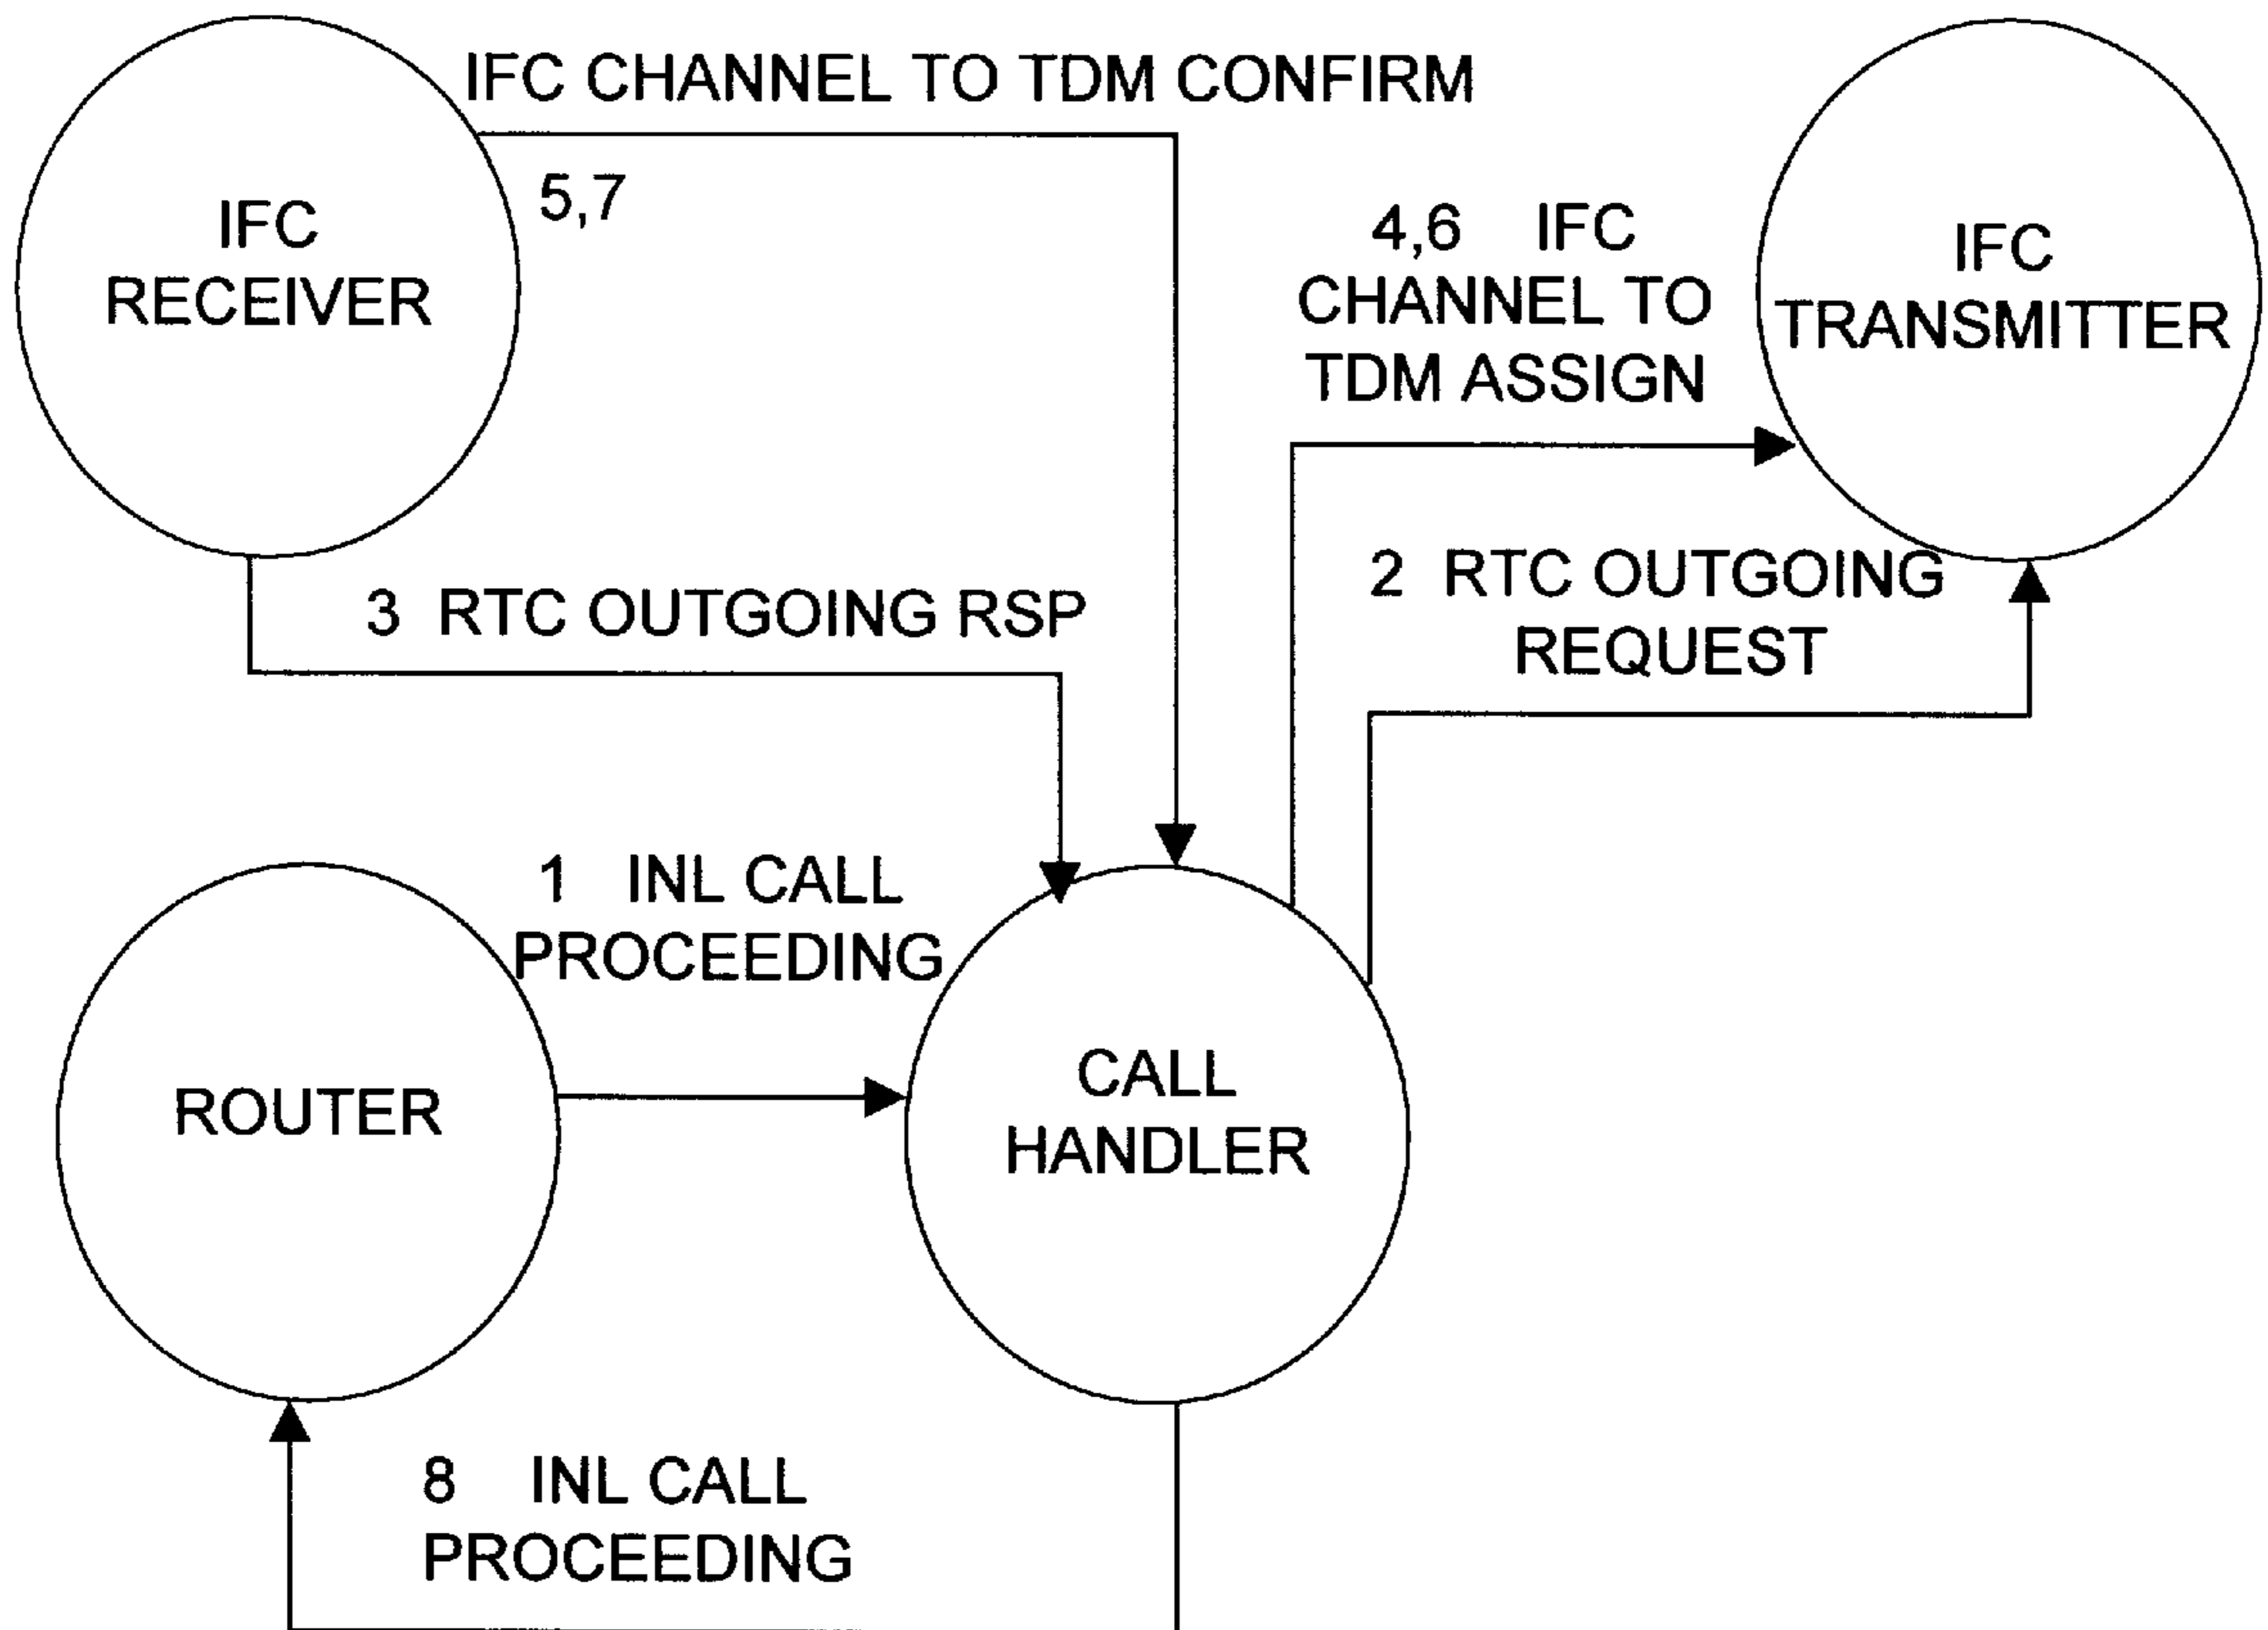 IFC CHANNEL TO TDM CONFIRM
5,7
IFC
RECEIVER
4,6 IFC
CHANNEL TO
TDM ASSIGN
IFC
TRANSMITTER
2 RTC OUTGOING
REQUEST
3 RTC OUTGOING RSP
1 INL CALL
PROCEEDING
ROUTER
CALL
HANDLER
8 INL CALL
PROCEEDING